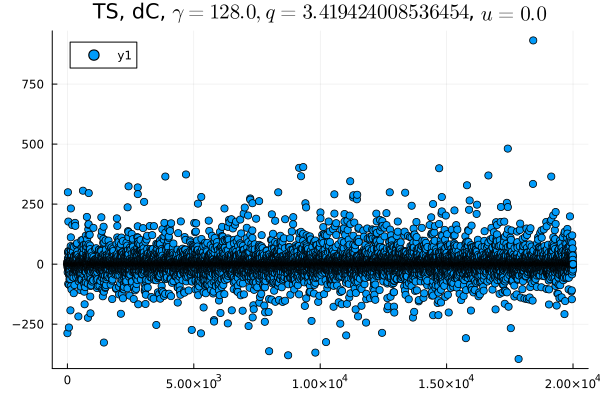 TS, dC, γ = 128.0, q = 3.419424008536454, u = 0.0
y1
750
500
250
0
−250
0 5.00×10³ 1.00×10⁴ 1.50×10⁴ 2.00×10⁴